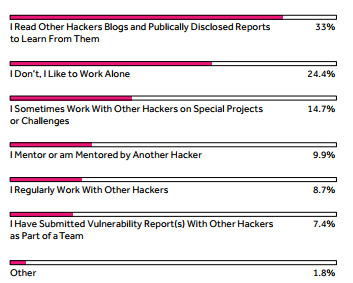 I Read Other Hackers Blogs and Publically Disclosed Reports 33%
to Learn From Them
I Don't, I Like to Work Alone 24.4%
I Sometimes Work With Other Hackers on Special Projects 14.7%
or Challenges
I Mentor or am Mentored by Another Hacker 9.9%
I Regularly Work With Other Hackers 8.7%
I Have Submitted Vulnerability Report(s) With Other Hackers 7.4%
as Part of a Team
Other 1.8%